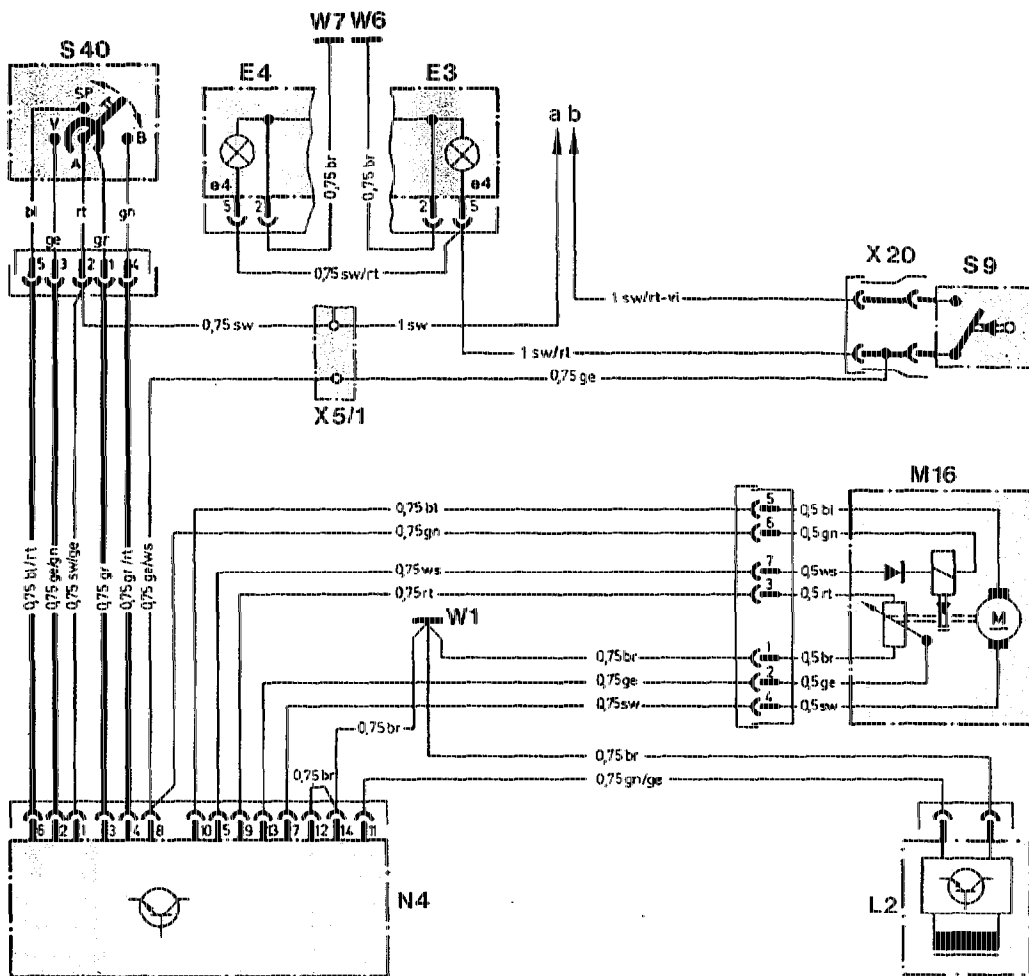 W7 W6
S40
E4
E3
SP
V
B
A
a b
e4
e4
5 2
2 5
0,75 br
0,75 br
bl rt gn
ge gr
5 3 2 1 4
0,75 sw/rt
X20
S9
1 sw/rt-vi
0,75 sw
1 sw
1 sw/rt
0,75 ge
X5/1
M16
0,75 bl
5
0,5 bl
0,75 gn
6
0,5 gn
0,75 ws
7
0,5 ws
0,75 rt
3
0,5 rt
0,75 bl/rt
0,75 ge/gn
0,75 sw/ge
0,75 gr
0,75 gr/rt
0,75 ge/ws
W1
M
0,75 br
1
0,5 br
0,75 ge
2
0,5 ge
0,75 sw
4
0,5 sw
0,75 br
0,75 br
0,75 br
0,75 gn/ge
6 2 1 3 4 8 10 5 9 13 7 12 14 11
N4
L2